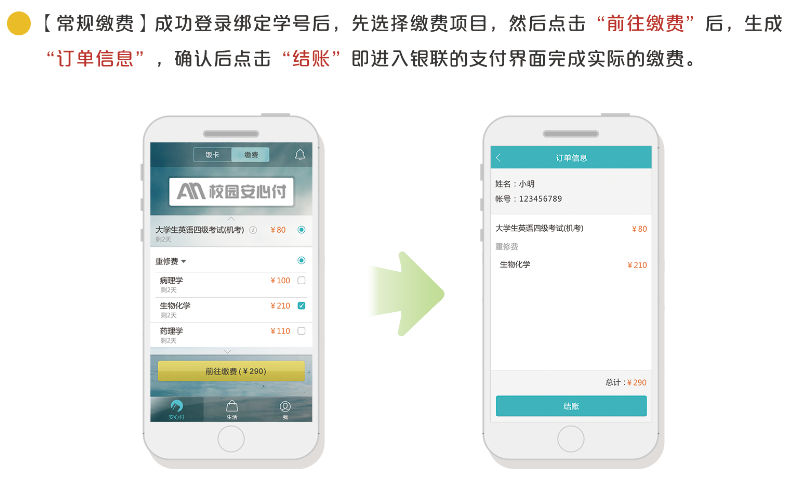 【常规缴费】成功登录绑定学号后，先选择缴费项目，然后点击“前往缴费”后，生成
“订单信息”，确认后点击“结账”即进入银联的支付界面完成实际的缴费。
饭卡 缴费
校园安心付
大学生英语四级考试(机考) ¥80
剩2天
重修费
病理学 ¥100
剩2天
生物化学 ¥210
剩2天
药理学 ¥110
剩2天
前往缴费(¥290)
安心付 生活 我
订单信息
姓名：小明
帐号：123456789
大学生英语四级考试(机考) ¥80
重修费
生物化学 ¥210
总计：¥290
结账